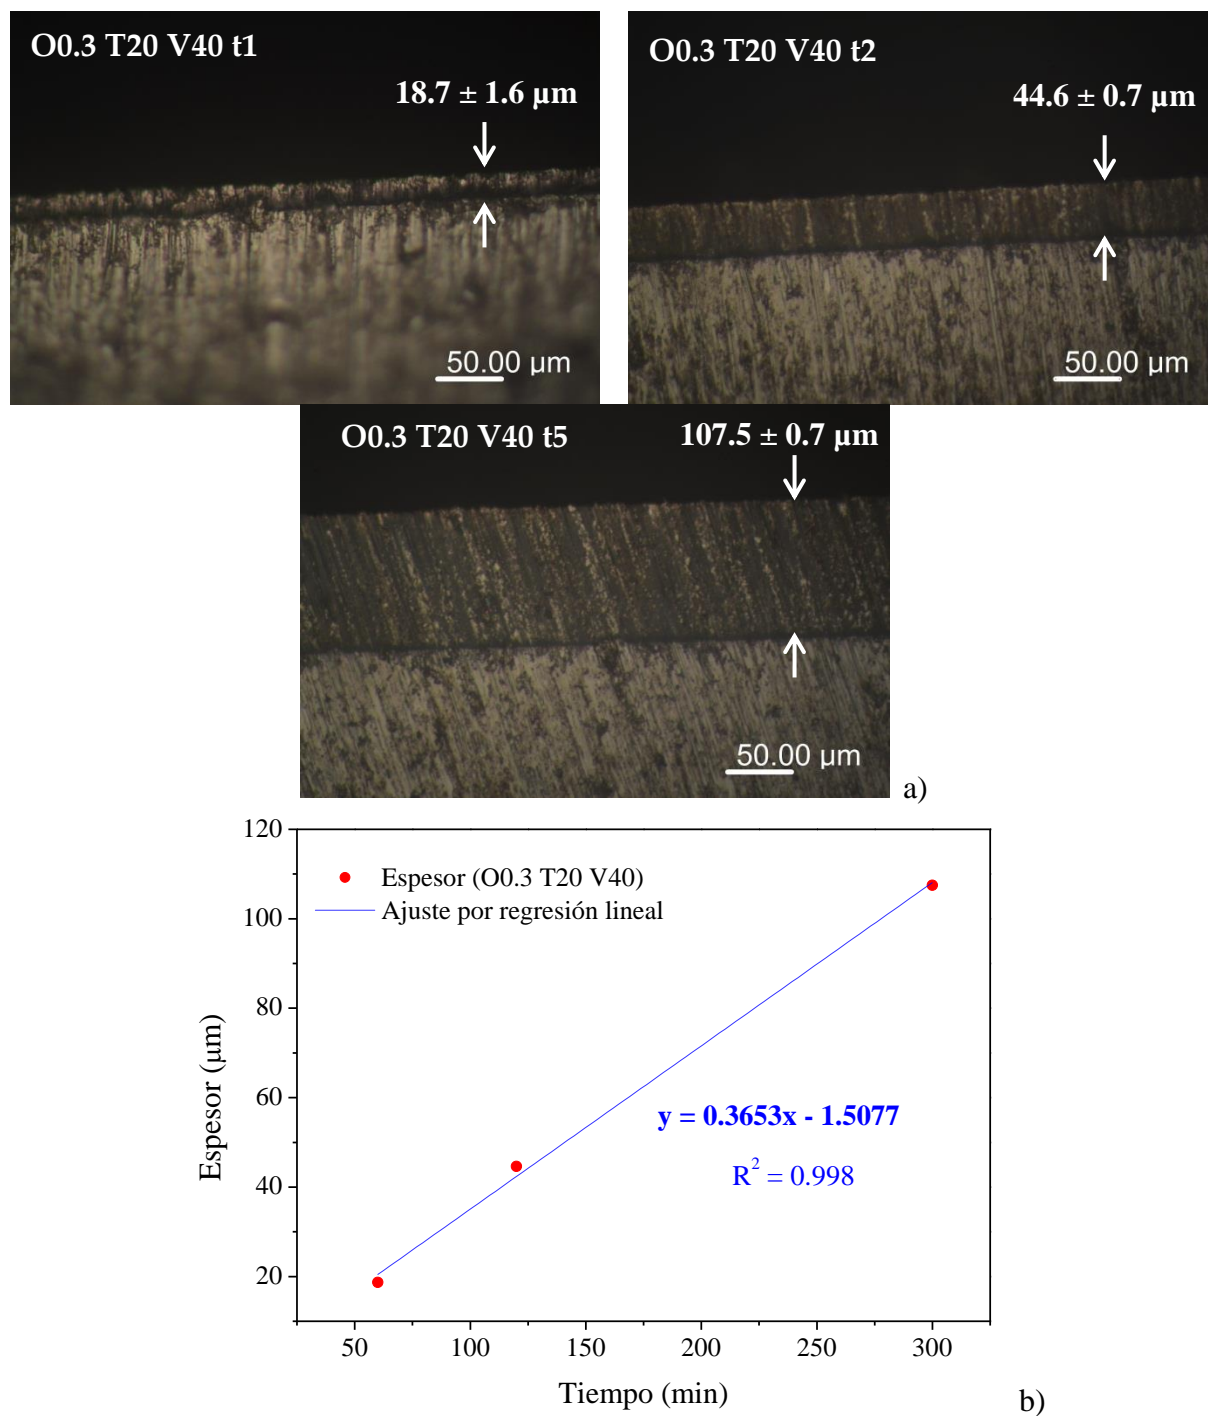 O0.3 T20 V40 t1
18.7 ± 1.6 µm
50.00 µm
O0.3 T20 V40 t2
44.6 ± 0.7 µm
50.00 µm
O0.3 T20 V40 t5
107.5 ± 0.7 µm
50.00 µm
a)
120
100
80
60
40
20
Espesor (µm)
Espesor (O0.3 T20 V40)
Ajuste por regresión lineal
y = 0.3653x - 1.5077
R² = 0.998
50
100
150
200
250
300
Tiempo (min)
b)